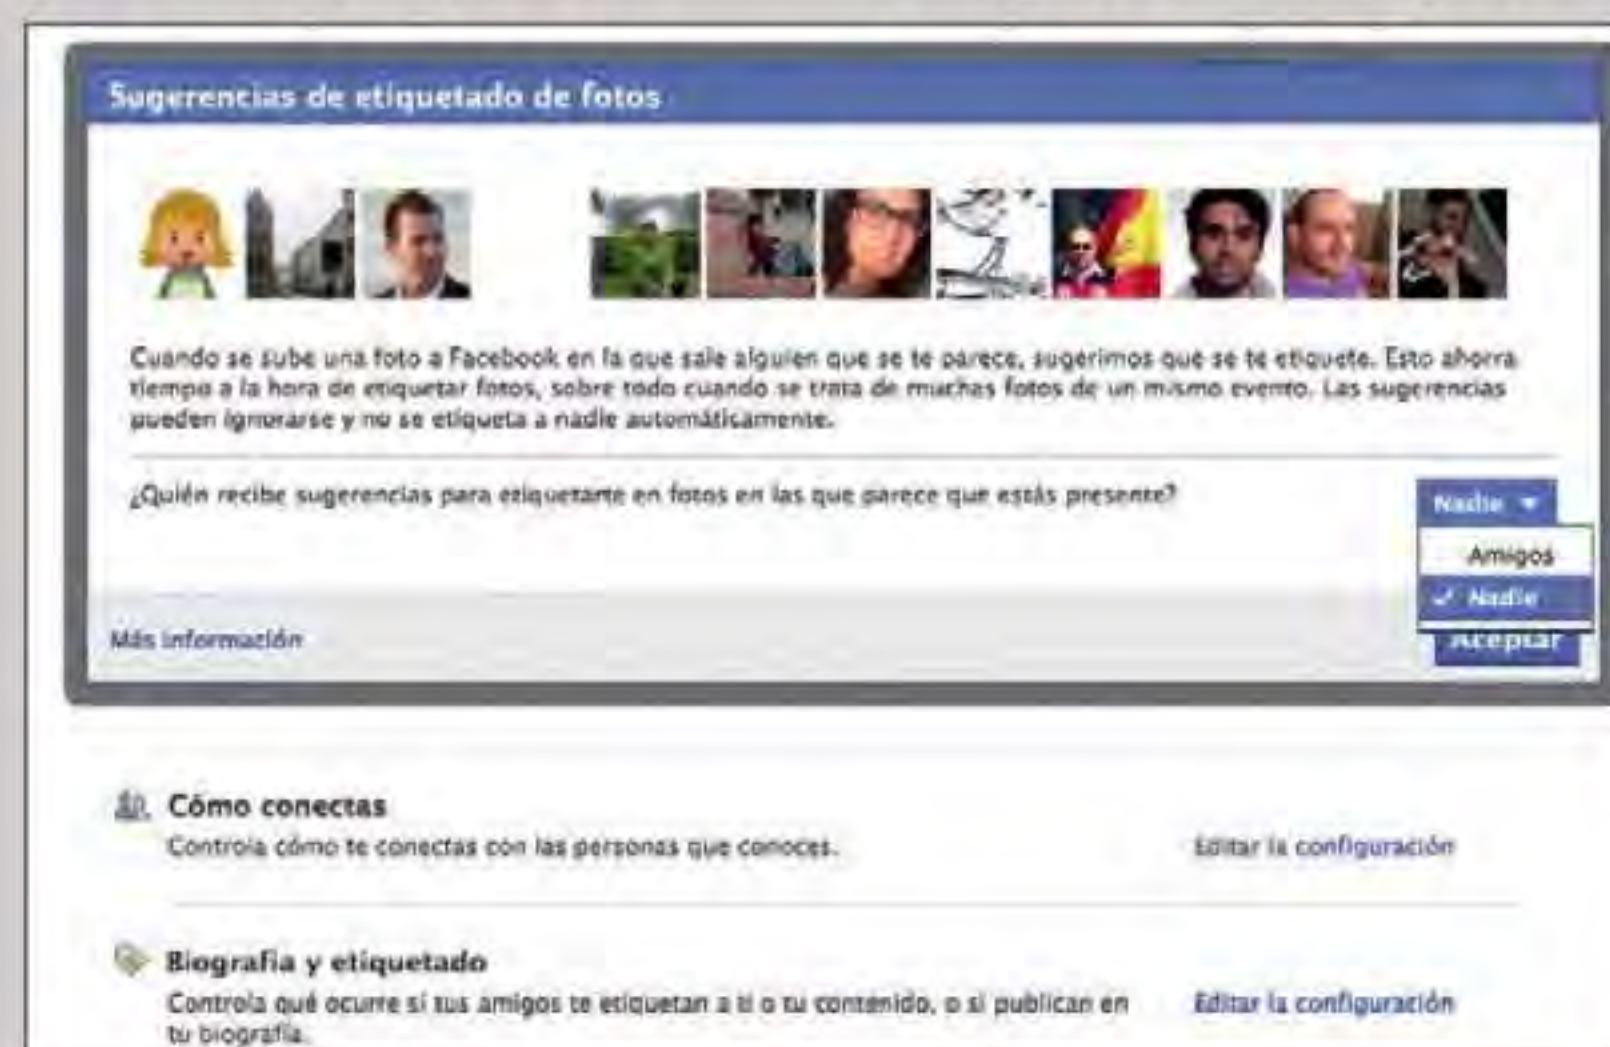 Sugerencias de etiquetado de fotos
Cuando se sube una foto a Facebook en la que sale alguien que se te parece, sugerimos que se te etiquete. Esto ahorra
tiempo a la hora de etiquetar fotos, sobre todo cuando se trata de muchas fotos de un mismo evento. Las sugerencias
pueden ignorarse y no se etiqueta a nadie automáticamente.
¿Quién recibe sugerencias para etiquetarte en fotos en las que parece que estás presente?
Nadie
Amigos
Nadie
Más información
Aceptar
Cómo conectas
Controla cómo te conectas con las personas que conoces.
Editar la configuración
Biografía y etiquetado
Controla qué ocurre si tus amigos te etiquetan a ti o tu contenido, o si publican en
tu biografía.
Editar la configuración